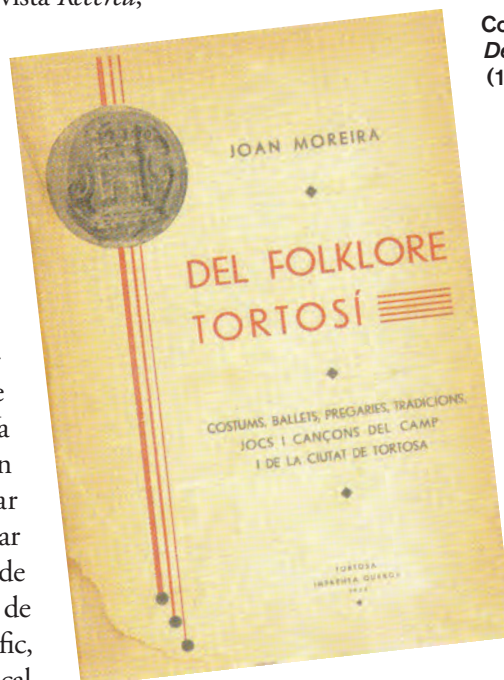 vista Recerca,
Co
De
(1
JOAN MOREIRA
DEL FOLKLORE
TORTOSÍ
COSTUMS, BALLETS, PREGARIES, TRADICIONS,
JOCS I CANÇONS DEL CAMP
I DE LA CIUTAT DE TORTOSA
TORTOSA
IMPREMTA QUEROL
e
a
n
ar
ar
de
de
fic,
cal